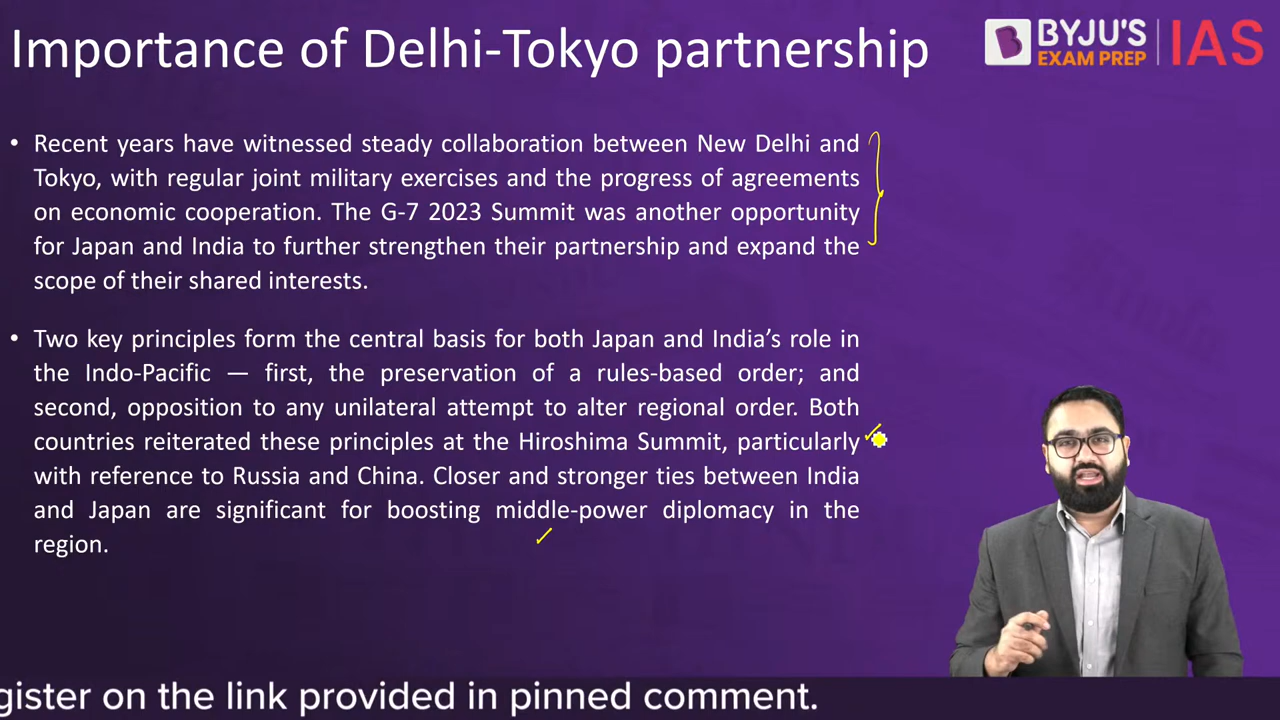 Importance of Delhi-Tokyo partnership
BYJU'S
EXAM PREP
IAS
• Recent years have witnessed steady collaboration between New Delhi and
Tokyo, with regular joint military exercises and the progress of agreements
on economic cooperation. The G-7 2023 Summit was another opportunity
for Japan and India to further strengthen their partnership and expand the
scope of their shared interests.
• Two key principles form the central basis for both Japan and India’s role in
the Indo-Pacific — first, the preservation of a rules-based order; and
second, opposition to any unilateral attempt to alter regional order. Both
countries reiterated these principles at the Hiroshima Summit, particularly
with reference to Russia and China. Closer and stronger ties between India
and Japan are significant for boosting middle-power diplomacy in the
region.
gister on the link provided in pinned comment.